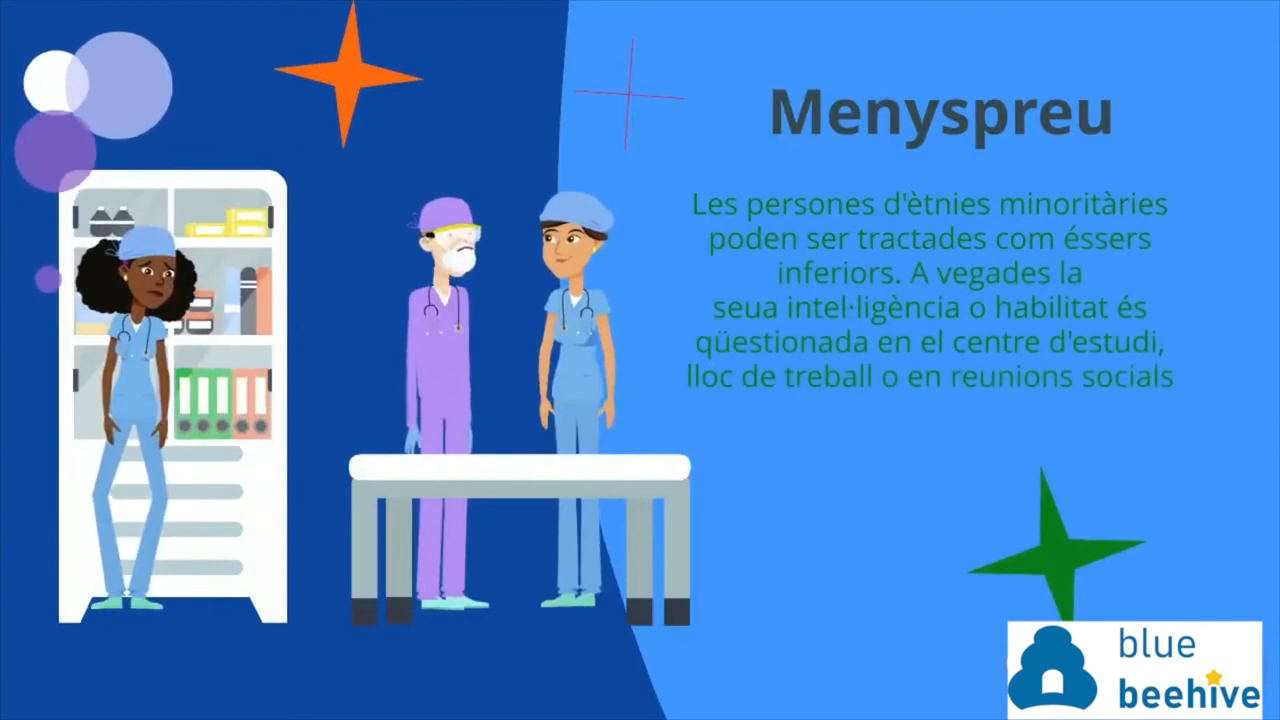 Menyspreu
Les persones d'ètnies minoritàries
poden ser tractades com éssers
inferiors. A vegades la
seua intel·ligència o habilitat és
qüestionada en el centre d'estudi,
lloc de treball o en reunions socials
blue
beehive